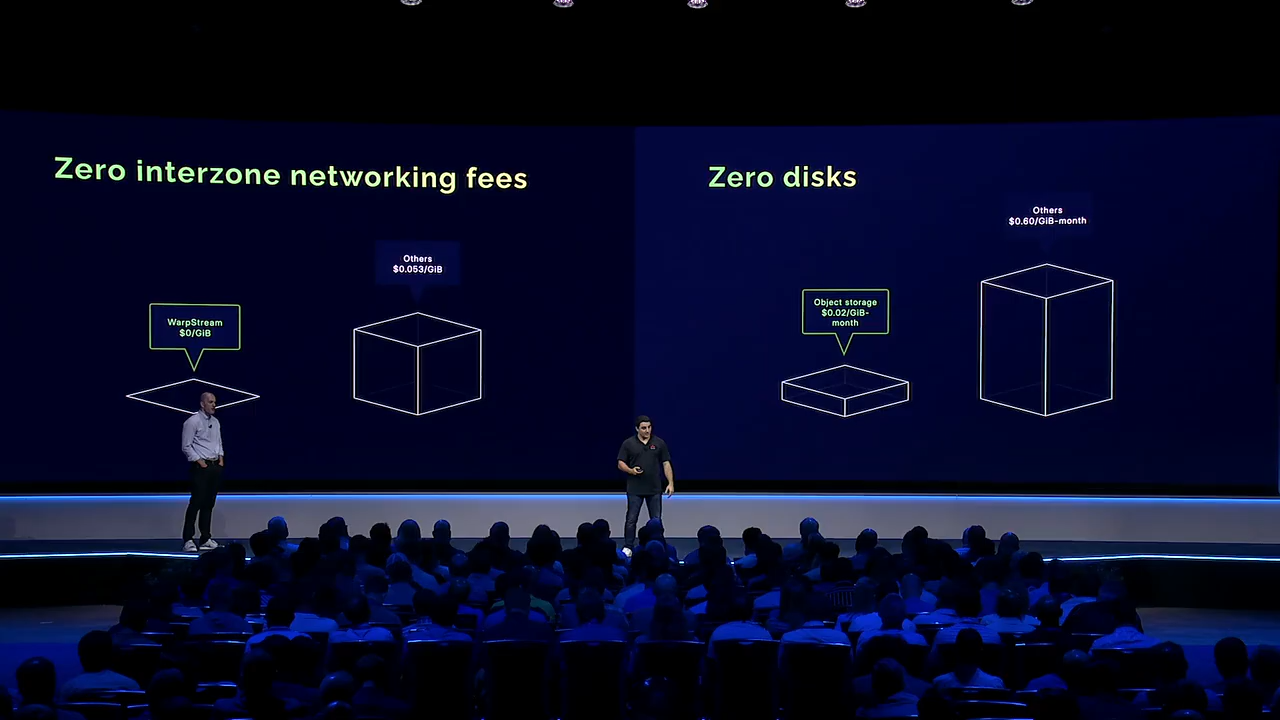 Zero interzone networking fees
Others
$0.053/GiB
WarpStream
$0/GiB
Zero disks
Others
$0.60/GiB-month
Object storage
$0.02/GiB-
month